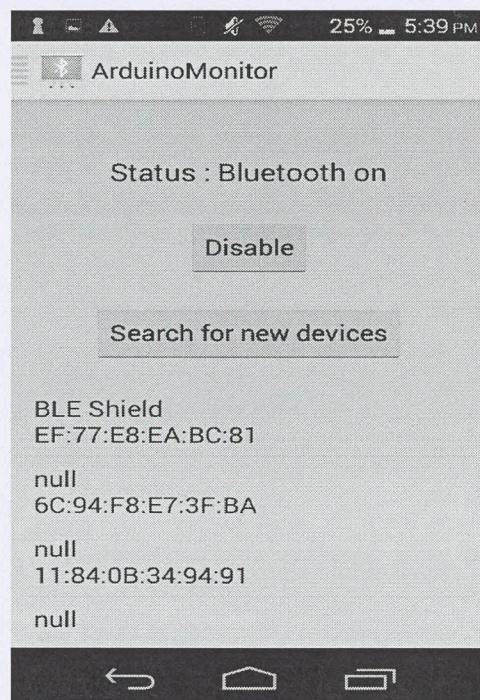 25% 5:39 PM
ArduinoMonitor
Status : Bluetooth on
Disable
Search for new devices
BLE Shield
EF:77:E8:EA:BC:81
null
6C:94:F8:E7:3F:BA
null
11:84:0B:34:94:91
null